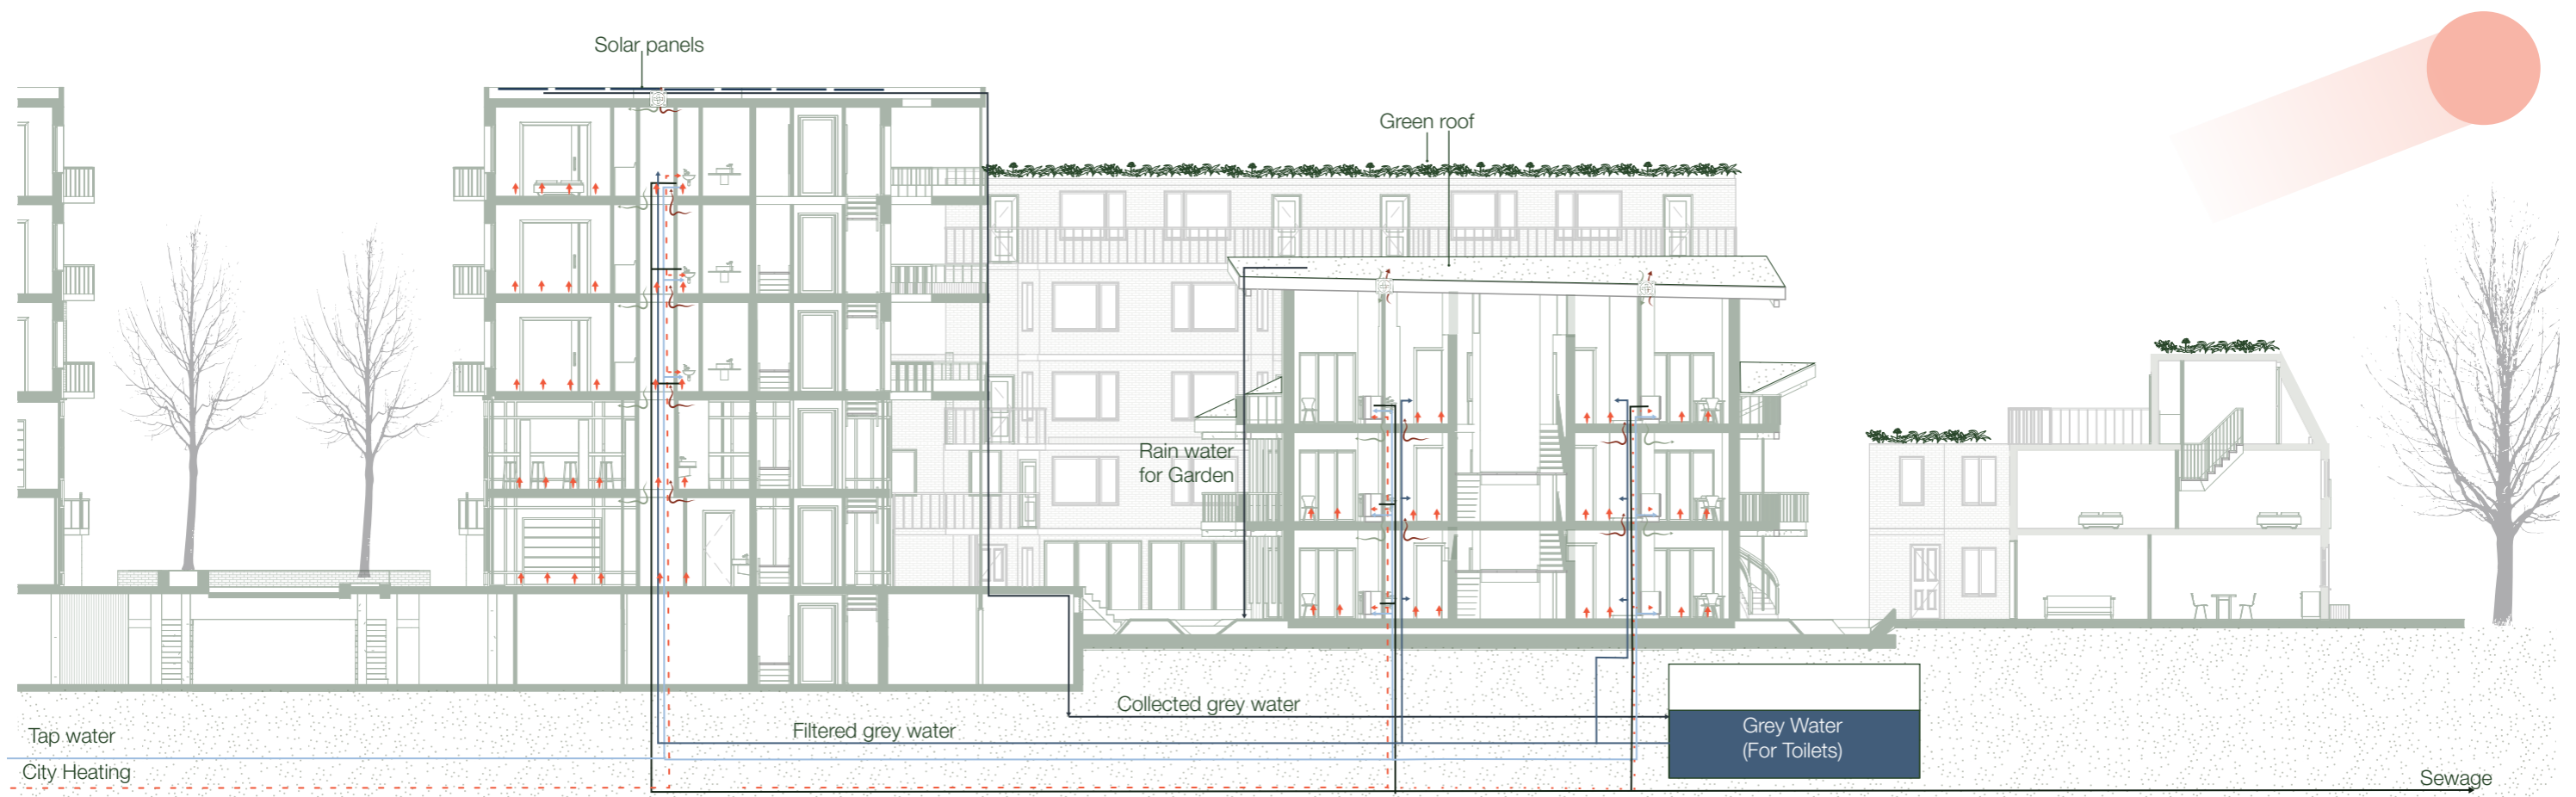 Solar panels
Green roof
Rain water
for Garden
Collected grey water
Filtered grey water
Grey Water
(For Toilets)
Tap water
City Heating
Sewage